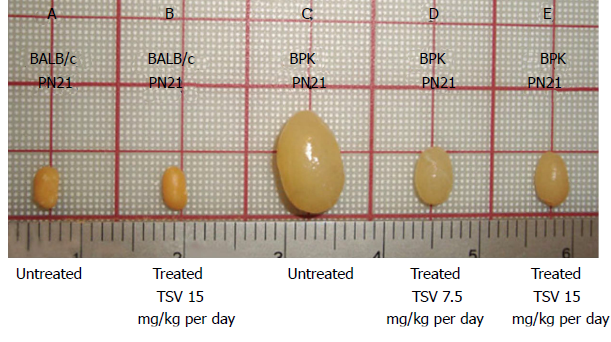 A B C D E
BALB/c BALB/c BPK BPK BPK
PN21 PN21 PN21 PN21 PN21
1 2 3 4 5 6
Untreated Treated Untreated Treated Treated
TSV 15 TSV 7.5 TSV 15
mg/kg per day mg/kg per day mg/kg per day